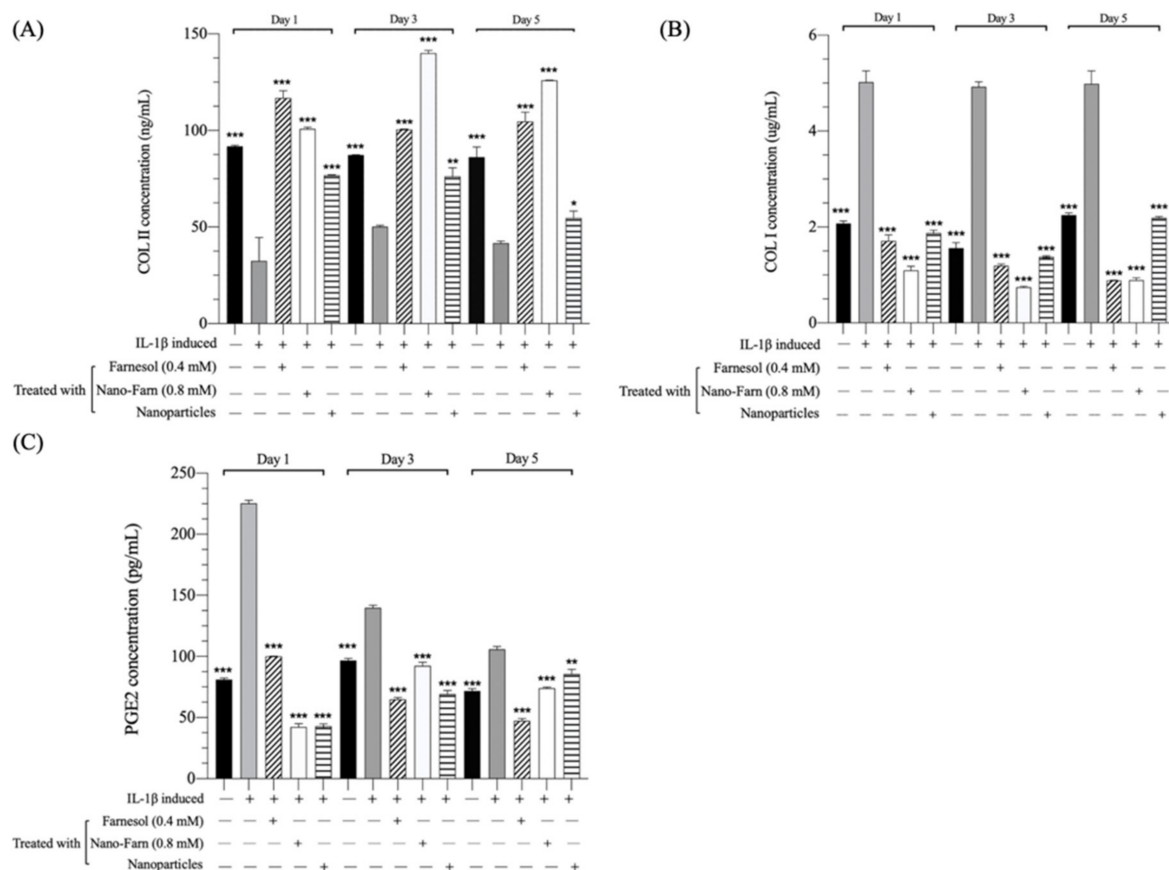 (A)
Day 1 Day 3 Day 5
COL II concentration (ng/mL)
150
100
50
0
*** *** *** *** *** *** *** ** *** *** *** *
IL-1β induced — + + + + — + + + + — + + + +
Treated with
Farnesol (0.4 mM) — — + — — — — + — — — — + — —
Nano-Farn (0.8 mM) — — — + — — — — + — — — — + —
Nanoparticles — — — — + — — — — + — — — — +
(B)
Day 1 Day 3 Day 5
COL I concentration (ug/mL)
6
4
2
0
*** *** *** *** *** *** *** *** *** *** *** ***
IL-1β induced — + + + + — + + + + — + + + +
Treated with
Farnesol (0.4 mM) — — + — — — — + — — — — + — —
Nano-Farn (0.8 mM) — — — + — — — — + — — — — + —
Nanoparticles — — — — + — — — — + — — — — +
(C)
Day 1 Day 3 Day 5
PGE2 concentration (pg/mL)
250
200
150
100
50
0
*** *** *** *** *** *** *** *** *** *** *** **
IL-1β induced — + + + + — + + + + — + + + +
Treated with
Farnesol (0.4 mM) — — + — — — — + — — — — + — —
Nano-Farn (0.8 mM) — — — + — — — — + — — — — + —
Nanoparticles — — — — + — — — — + — — — — +